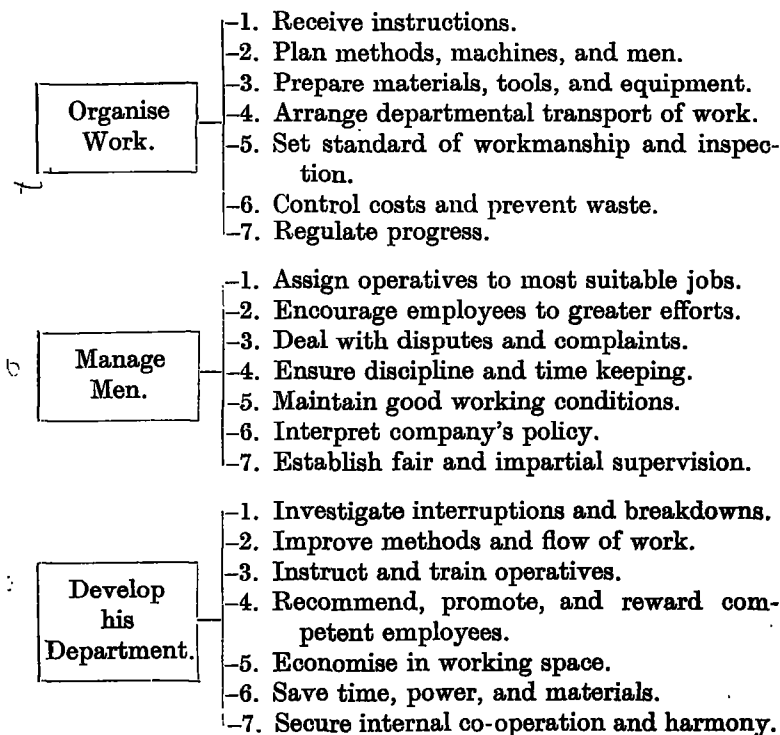 Organise
Work.
–1. Receive instructions.
–2. Plan methods, machines, and men.
–3. Prepare materials, tools, and equipment.
–4. Arrange departmental transport of work.
–5. Set standard of workmanship and inspec-
tion.
–6. Control costs and prevent waste.
–7. Regulate progress.
Manage
Men.
–1. Assign operatives to most suitable jobs.
–2. Encourage employees to greater efforts.
–3. Deal with disputes and complaints.
–4. Ensure discipline and time keeping.
–5. Maintain good working conditions.
–6. Interpret company's policy.
–7. Establish fair and impartial supervision.
Develop
his
Department.
–1. Investigate interruptions and breakdowns.
–2. Improve methods and flow of work.
–3. Instruct and train operatives.
–4. Recommend, promote, and reward com-
petent employees.
–5. Economise in working space.
–6. Save time, power, and materials.
–7. Secure internal co-operation and harmony.